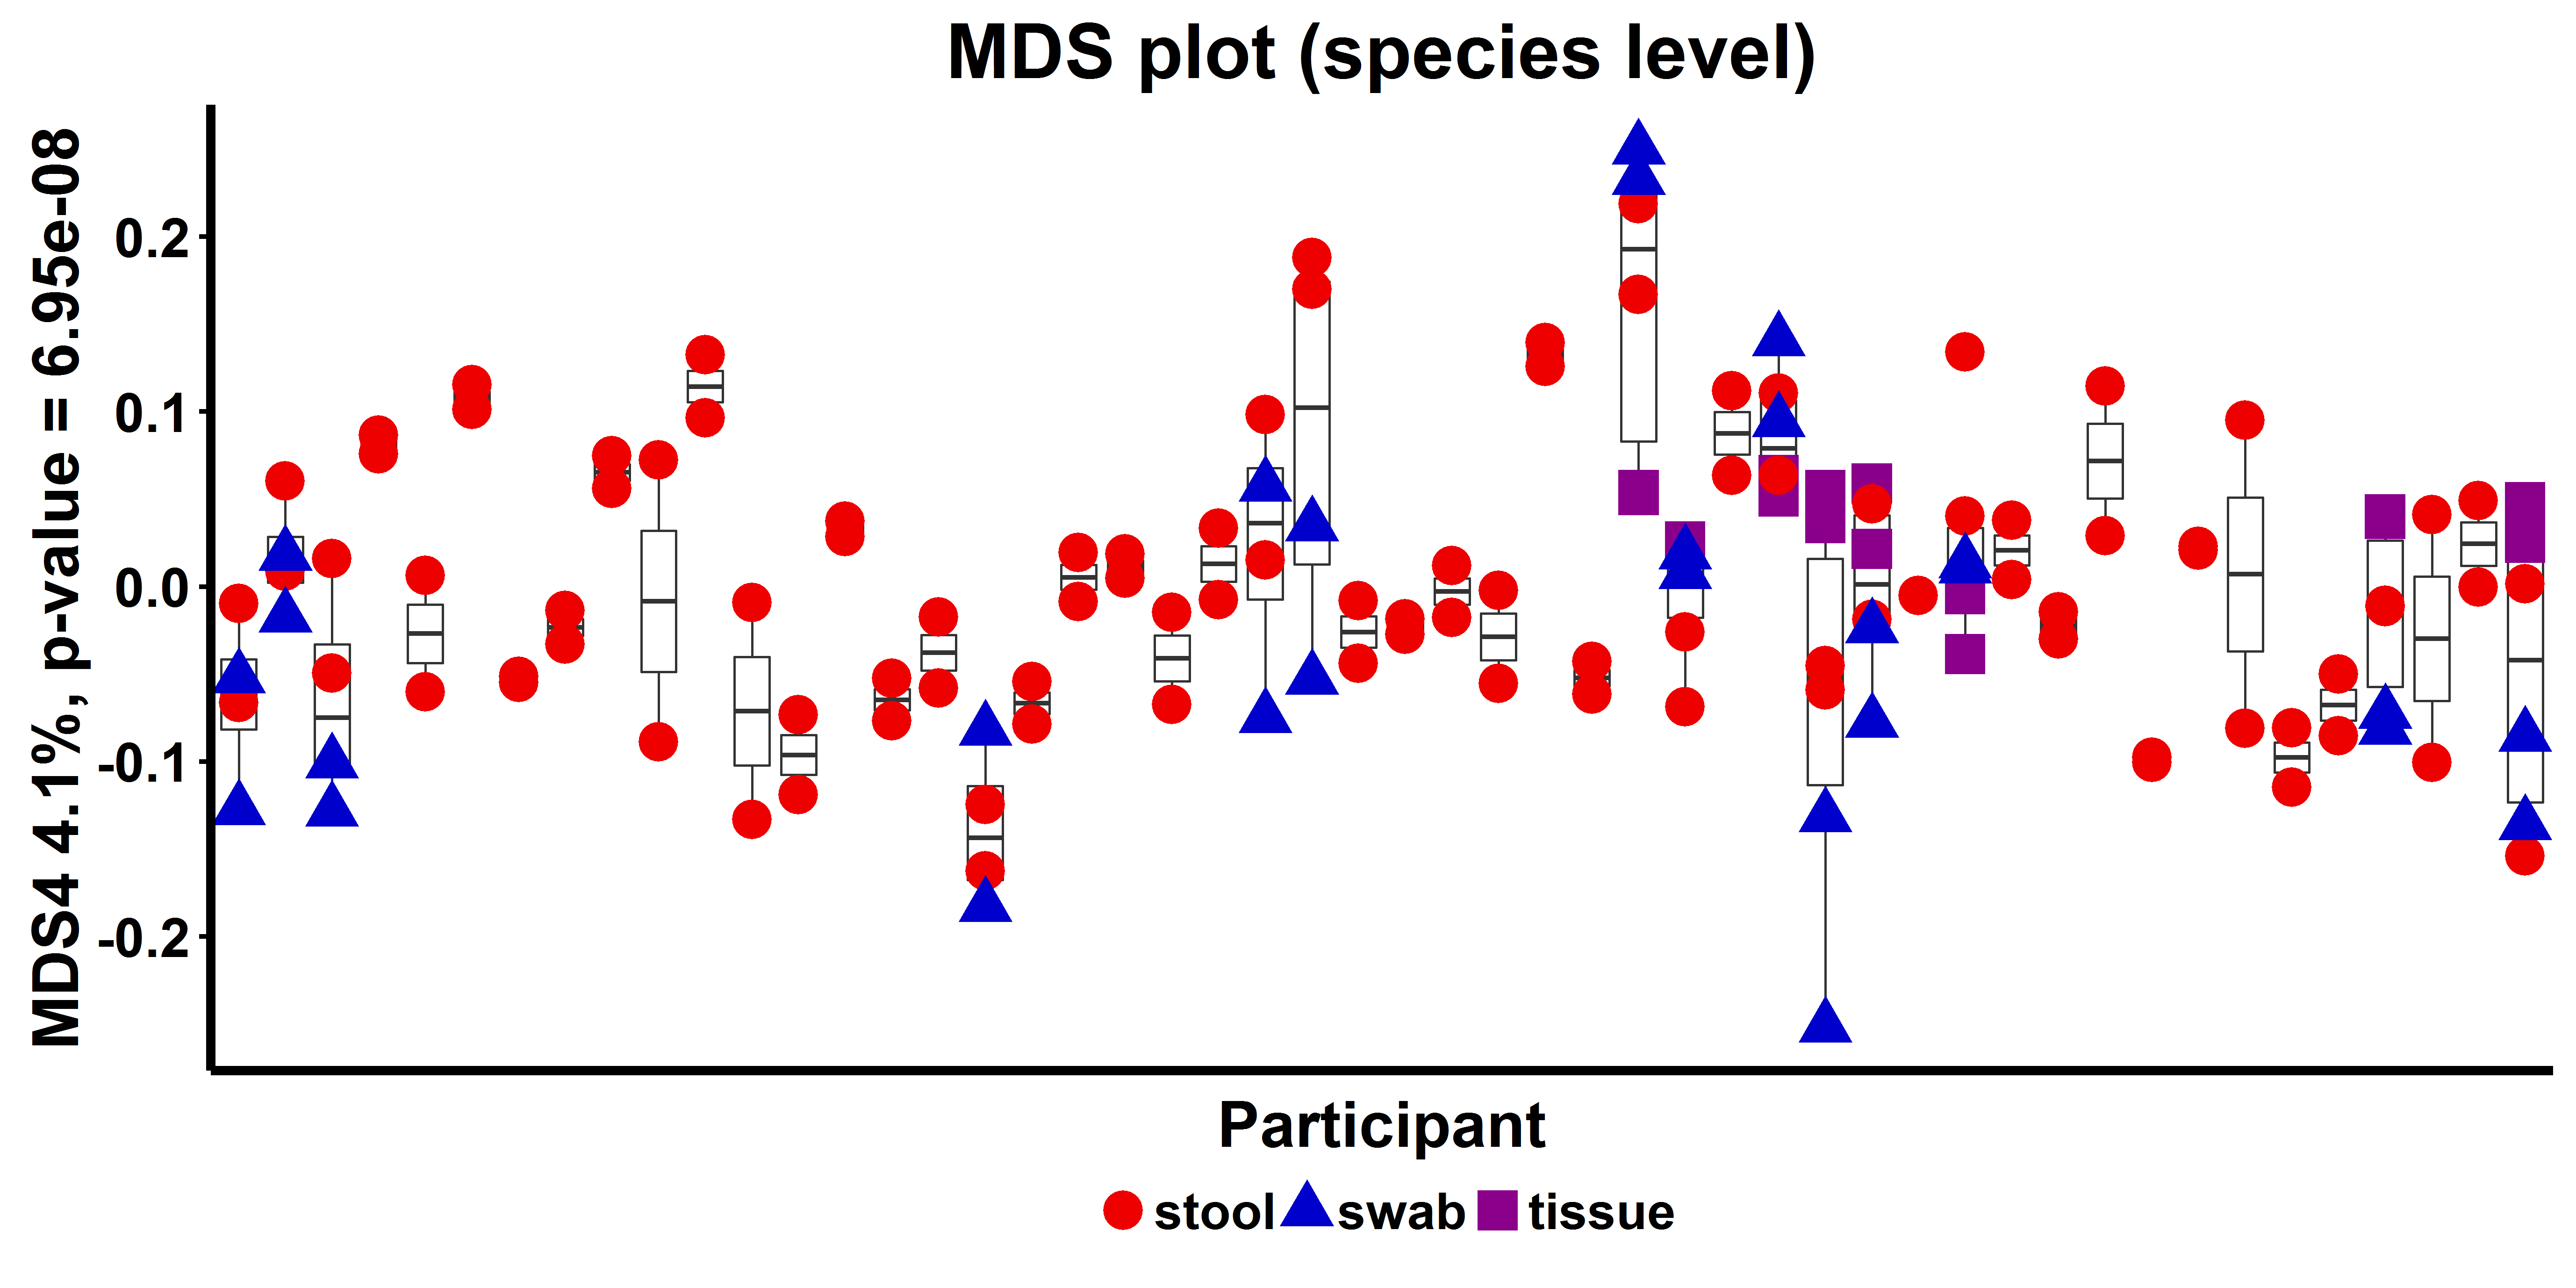 MDS plot (species level)
MDS4 4.1%, p-value = 6.95e-08
0.2
0.1
0.0
-0.1
-0.2
Participant
stool swab tissue